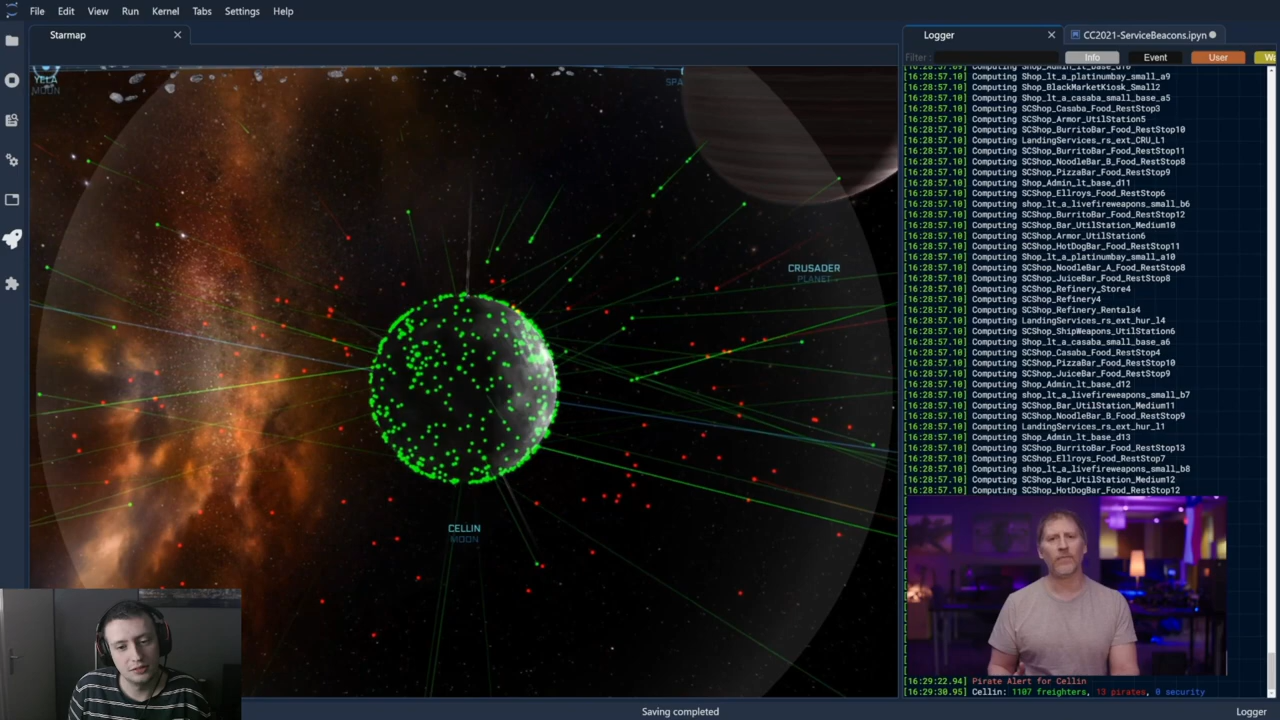 File Edit View Run Kernel Tabs Settings Help
Starmap
Logger
CC2021-ServiceBeacons.ipyn
Filter:
Info Event User
YELA
MOON
SPA
CRUSADER
PLANET
CELLIN
MOON
[16:28:57.09] Computing Shop_Admin_lt_base_d10
[16:28:57.10] Computing Shop_lt_a_platinumbay_small_a9
[16:28:57.10] Computing Shop_BlackMarketKiosk_Small2
[16:28:57.10] Computing Shop_lt_a_casaba_small_base_a5
[16:28:57.10] Computing SCShop_Casaba_Food_RestStop3
[16:28:57.10] Computing SCShop_Armor_UtilStation5
[16:28:57.10] Computing SCShop_BurritoBar_Food_RestStop10
[16:28:57.10] Computing LandingServices_rs_ext_CRU_L1
[16:28:57.10] Computing SCShop_BurritoBar_Food_RestStop11
[16:28:57.10] Computing SCShop_NoodleBar_B_Food_RestStop8
[16:28:57.10] Computing SCShop_PizzaBar_Food_RestStop9
[16:28:57.10] Computing Shop_Admin_lt_base_d11
[16:28:57.10] Computing SCShop_Ellroys_Food_RestStop6
[16:28:57.10] Computing shop_lt_a_livefireweapons_small_b6
[16:28:57.10] Computing SCShop_BurritoBar_Food_RestStop12
[16:28:57.10] Computing SCShop_Bar_UtilStation_Medium10
[16:28:57.10] Computing SCShop_Armor_UtilStation6
[16:28:57.10] Computing SCShop_HotDogBar_Food_RestStop11
[16:28:57.10] Computing Shop_lt_a_platinumbay_small_a10
[16:28:57.10] Computing SCShop_NoodleBar_A_Food_RestStop8
[16:28:57.10] Computing SCShop_JuiceBar_Food_RestStop8
[16:28:57.10] Computing SCShop_Refinery_Store4
[16:28:57.10] Computing SCShop_Refinery4
[16:28:57.10] Computing SCShop_Refinery_Rentals4
[16:28:57.10] Computing LandingServices_rs_ext_hur_l4
[16:28:57.10] Computing SCShop_ShipWeapons_UtilStation6
[16:28:57.10] Computing Shop_lt_a_casaba_small_base_a6
[16:28:57.10] Computing SCShop_Casaba_Food_RestStop4
[16:28:57.10] Computing SCShop_PizzaBar_Food_RestStop10
[16:28:57.10] Computing SCShop_JuiceBar_Food_RestStop9
[16:28:57.10] Computing Shop_Admin_lt_base_d12
[16:28:57.10] Computing shop_lt_a_livefireweapons_small_b7
[16:28:57.10] Computing SCShop_Bar_UtilStation_Medium11
[16:28:57.10] Computing SCShop_NoodleBar_B_Food_RestStop9
[16:28:57.10] Computing LandingServices_rs_ext_hur_l1
[16:28:57.10] Computing Shop_Admin_lt_base_d13
[16:28:57.10] Computing SCShop_BurritoBar_Food_RestStop13
[16:28:57.10] Computing SCShop_Ellroys_Food_RestStop7
[16:28:57.10] Computing shop_lt_a_livefireweapons_small_b8
[16:28:57.10] Computing SCShop_Bar_UtilStation_Medium12
[16:28:57.10] Computing SCShop_HotDogBar_Food_RestStop12
[16:29:22.94] Pirate Alert for Cellin
[16:29:30.95] Cellin: 1107 freighters, 13 pirates, 0 security
Saving completed
Logger